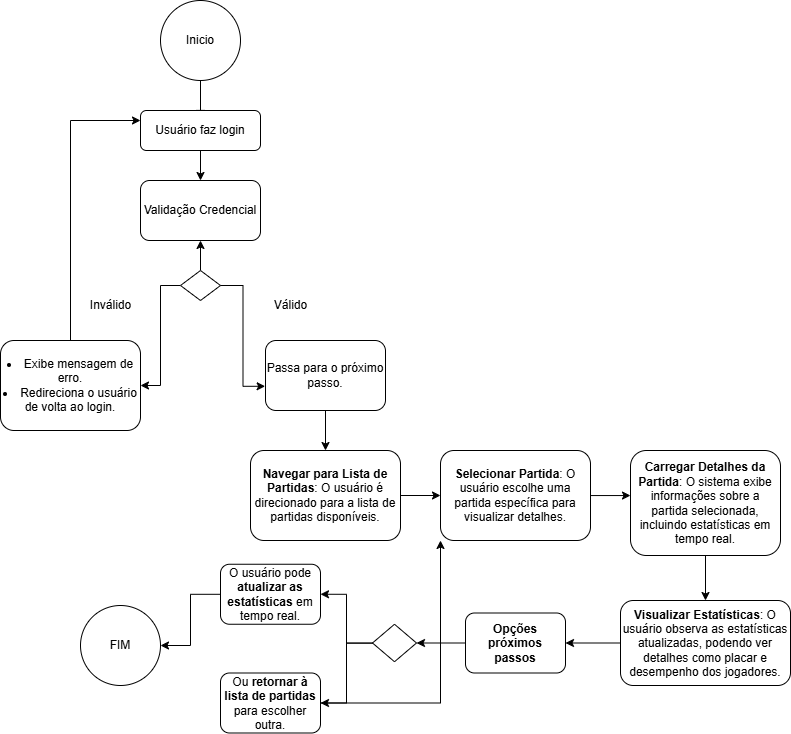 Inicio
Usuário faz login
Validação Credencial
Inválido
Válido
• Exibe mensagem de
erro.
• Redireciona o usuário
de volta ao login.
Passa para o próximo
passo.
Navegar para Lista de
Partidas: O usuário é
direcionado para a lista de
partidas disponíveis.
Selecionar Partida: O
usuário escolhe uma
partida específica para
visualizar detalhes.
Carregar Detalhes da
Partida: O sistema exibe
informações sobre a
partida selecionada,
incluindo estatísticas em
tempo real.
Visualizar Estatísticas: O
usuário observa as estatísticas
atualizadas, podendo ver
detalhes como placar e
desempenho dos jogadores.
Opções
próximos
passos
O usuário pode
atualizar as
estatísticas em
tempo real.
Ou retornar à
lista de partidas
para escolher
outra.
FIM